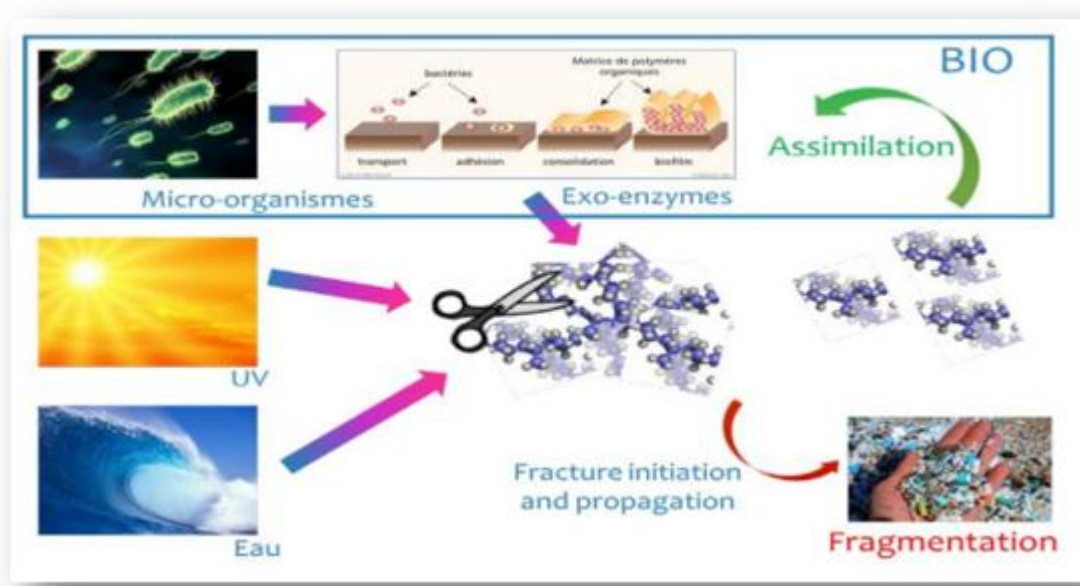 BIO
bactéries
Matrice de polymères
organiques
transport
adhésion
consolidation
biofilm
Assimilation
Micro-organismes
Exo-enzymes
UV
Eau
Fracture initiation
and propagation
Fragmentation